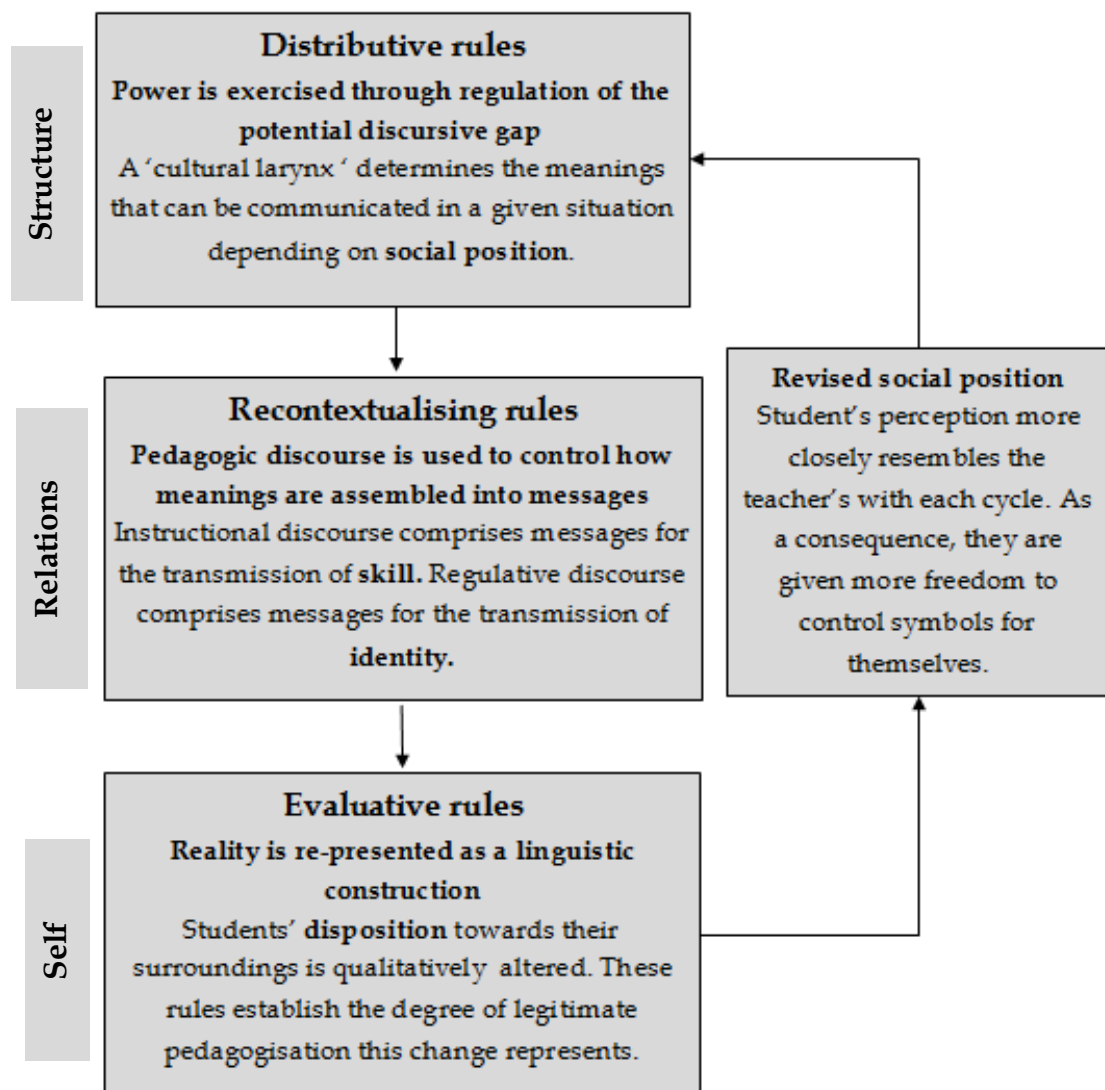 Structure
Distributive rules
Power is exercised through regulation of the
potential discursive gap
A ‘cultural larynx ‘ determines the meanings
that can be communicated in a given situation
depending on social position.
Relations
Recontextualising rules
Pedagogic discourse is used to control how
meanings are assembled into messages
Instructional discourse comprises messages for
the transmission of skill. Regulative discourse
comprises messages for the transmission of
identity.
Self
Evaluative rules
Reality is re-presented as a linguistic
construction
Students’ disposition towards their
surroundings is qualitatively altered. These
rules establish the degree of legitimate
pedagogisation this change represents.
Revised social position
Student’s perception more
closely resembles the
teacher’s with each cycle. As
a consequence, they are
given more freedom to
control symbols for
themselves.